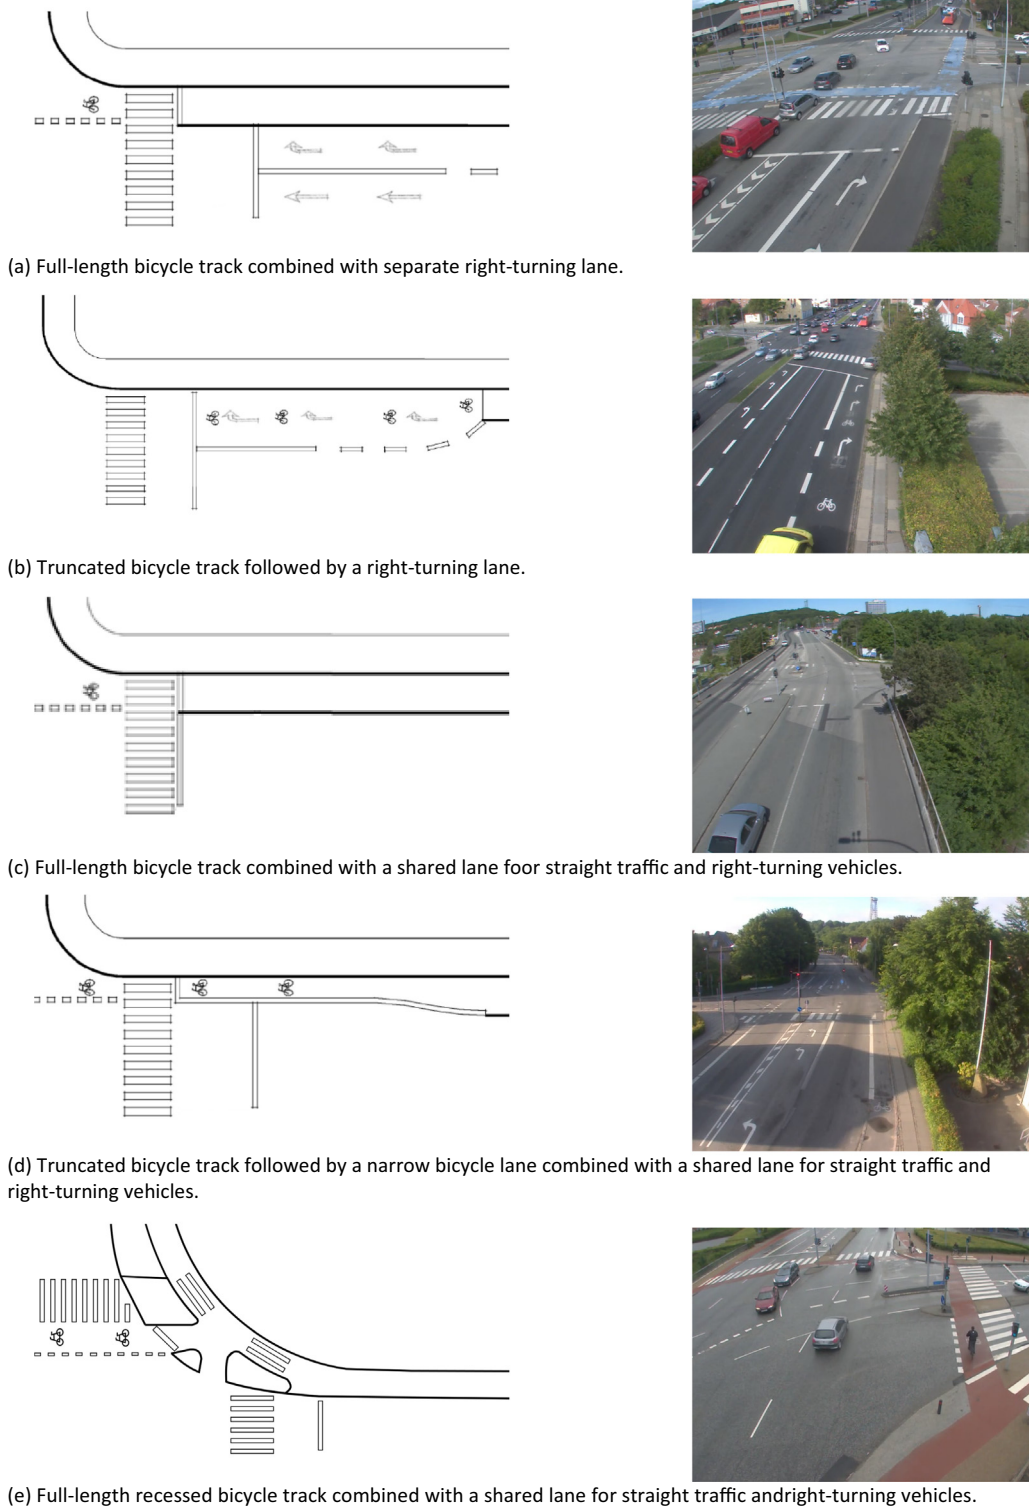 (a) Full-length bicycle track combined with separate right-turning lane.
(b) Truncated bicycle track followed by a right-turning lane.
(c) Full-length bicycle track combined with a shared lane foor straight traffic and right-turning vehicles.
(d) Truncated bicycle track followed by a narrow bicycle lane combined with a shared lane for straight traffic and
right-turning vehicles.
(e) Full-length recessed bicycle track combined with a shared lane for straight traffic andright-turning vehicles.